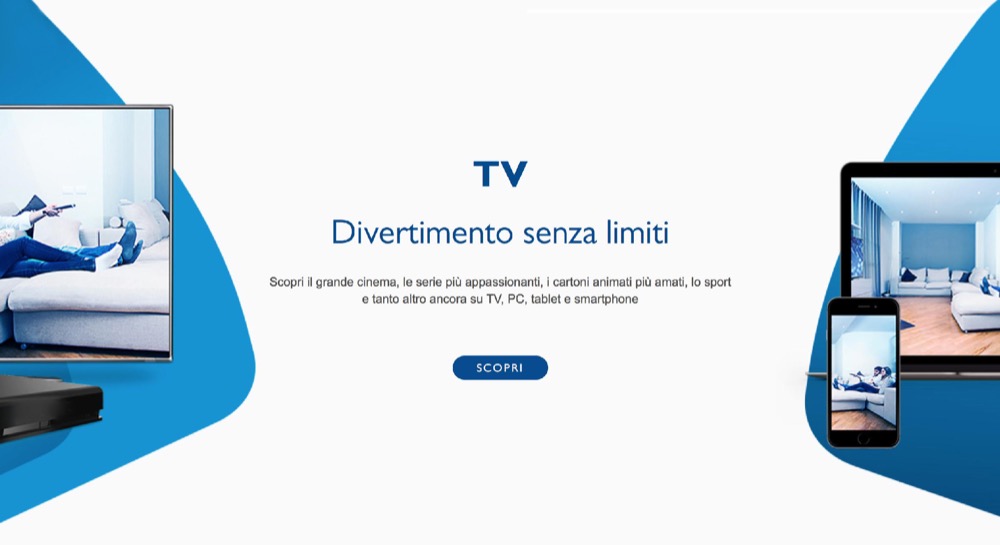 TV
Divertimento senza limiti
Scopri il grande cinema, le serie più appassionanti, i cartoni animati più amati, lo sport
e tanto altro ancora su TV, PC, tablet e smartphone
SCOPRI